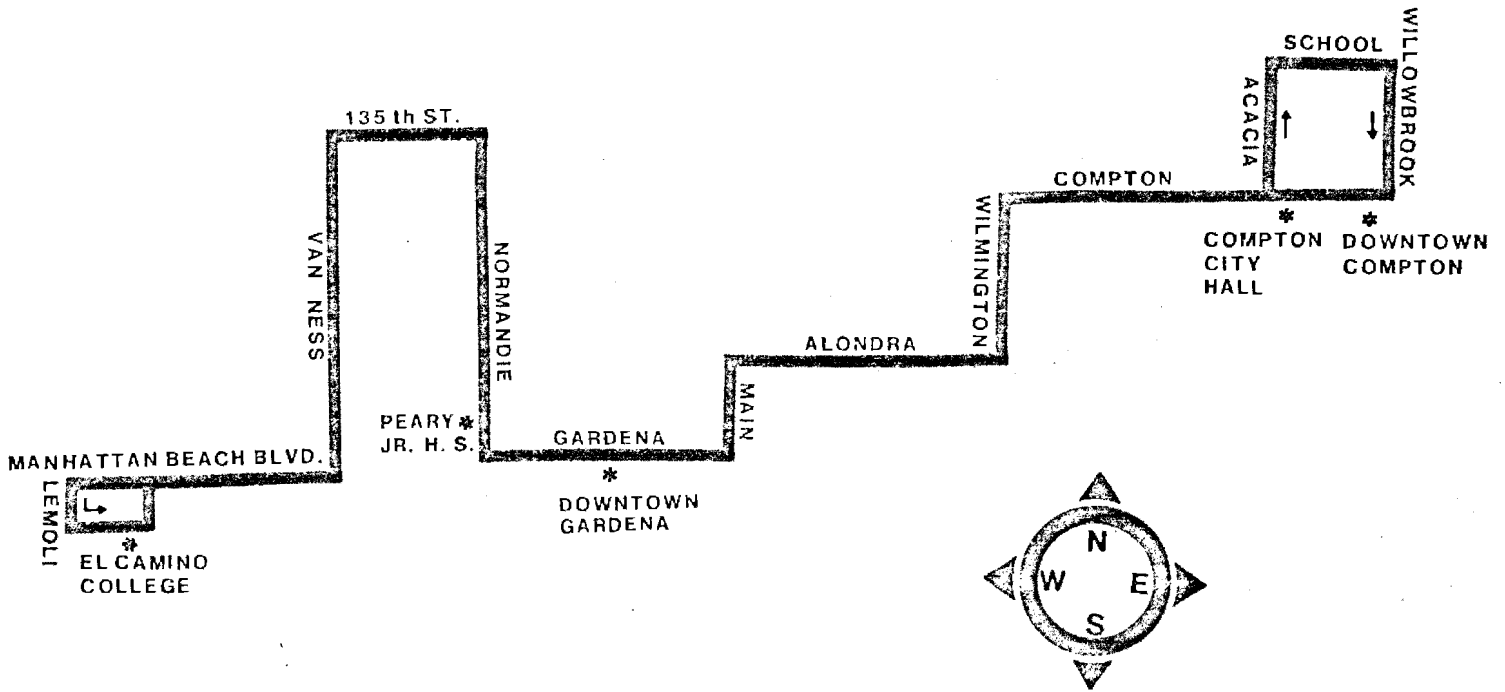 SCHOOL
WILLOWBROOK
ACACIA
135 th ST.
COMPTON
WILMINGTON
COMPTON
CITY
HALL
DOWNTOWN
COMPTON
VAN NESS
NORMANDIE
ALONDRA
MAIN
PEARY
JR. H. S.
GARDENA
MANHATTAN BEACH BLVD.
LEMOLI
DOWNTOWN
GARDENA
EL CAMINO
COLLEGE
N
W E
S